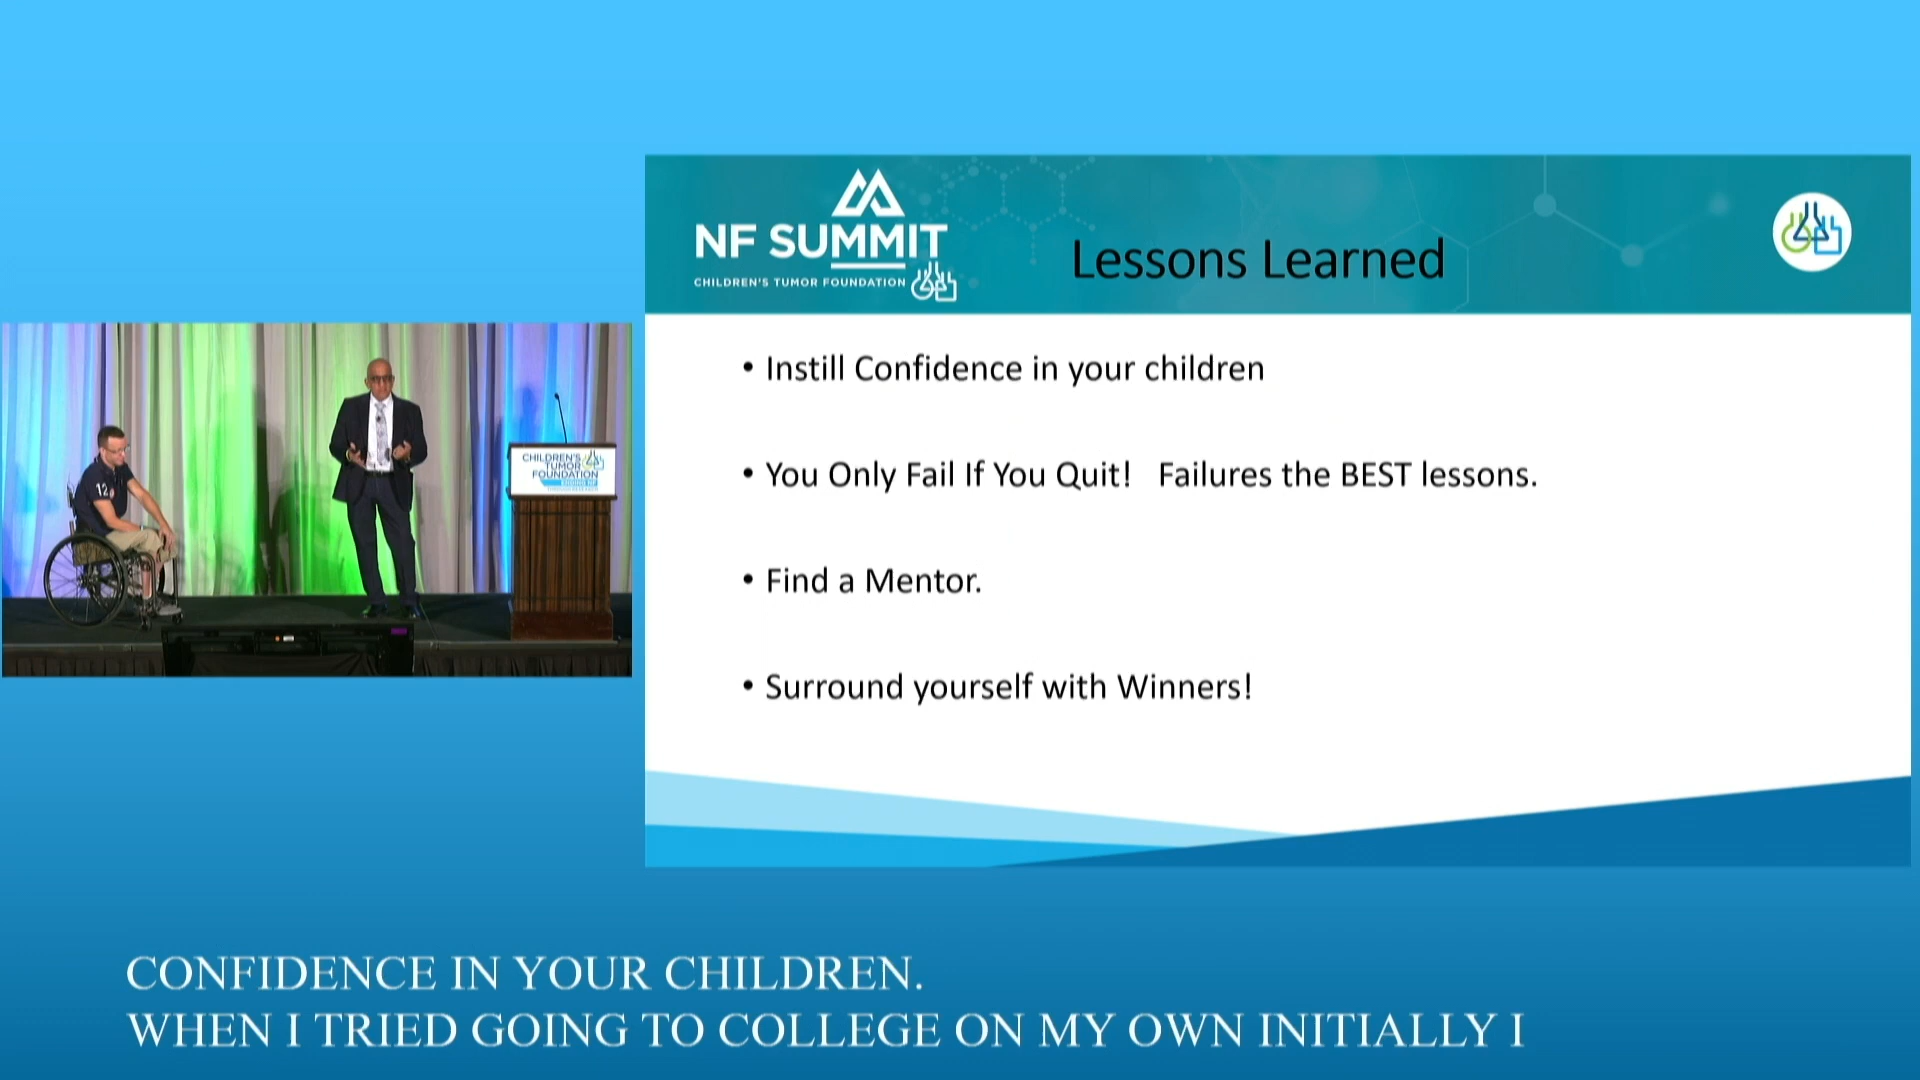 NF SUMMIT
CHILDREN'S TUMOR FOUNDATION
Lessons Learned
• Instill Confidence in your children
• You Only Fail If You Quit!   Failures the BEST lessons.
• Find a Mentor.
• Surround yourself with Winners!
12
CHILDREN'S
TUMOR
FOUNDATION
CONFIDENCE IN YOUR CHILDREN.
WHEN I TRIED GOING TO COLLEGE ON MY OWN INITIALLY I